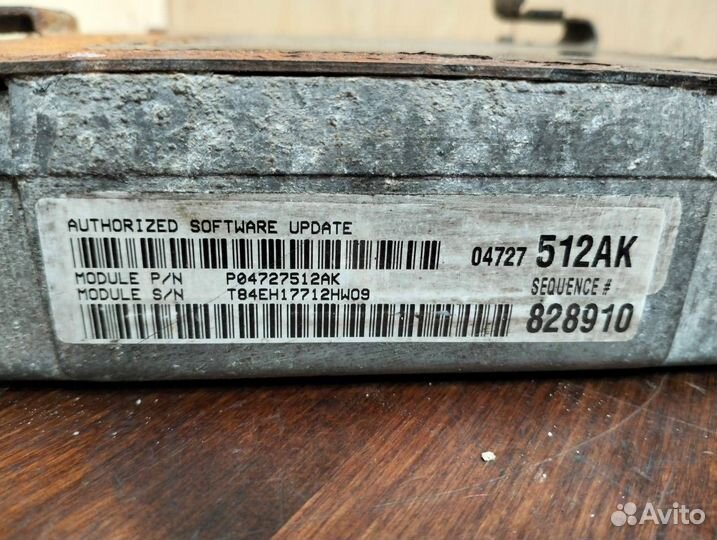 AUTHORIZED SOFTWARE UPDATE
04727 512AK
MODULE P/N P04727512AK
MODULE S/N T84EH17712HW09
SEQUENCE #
828910
Avito